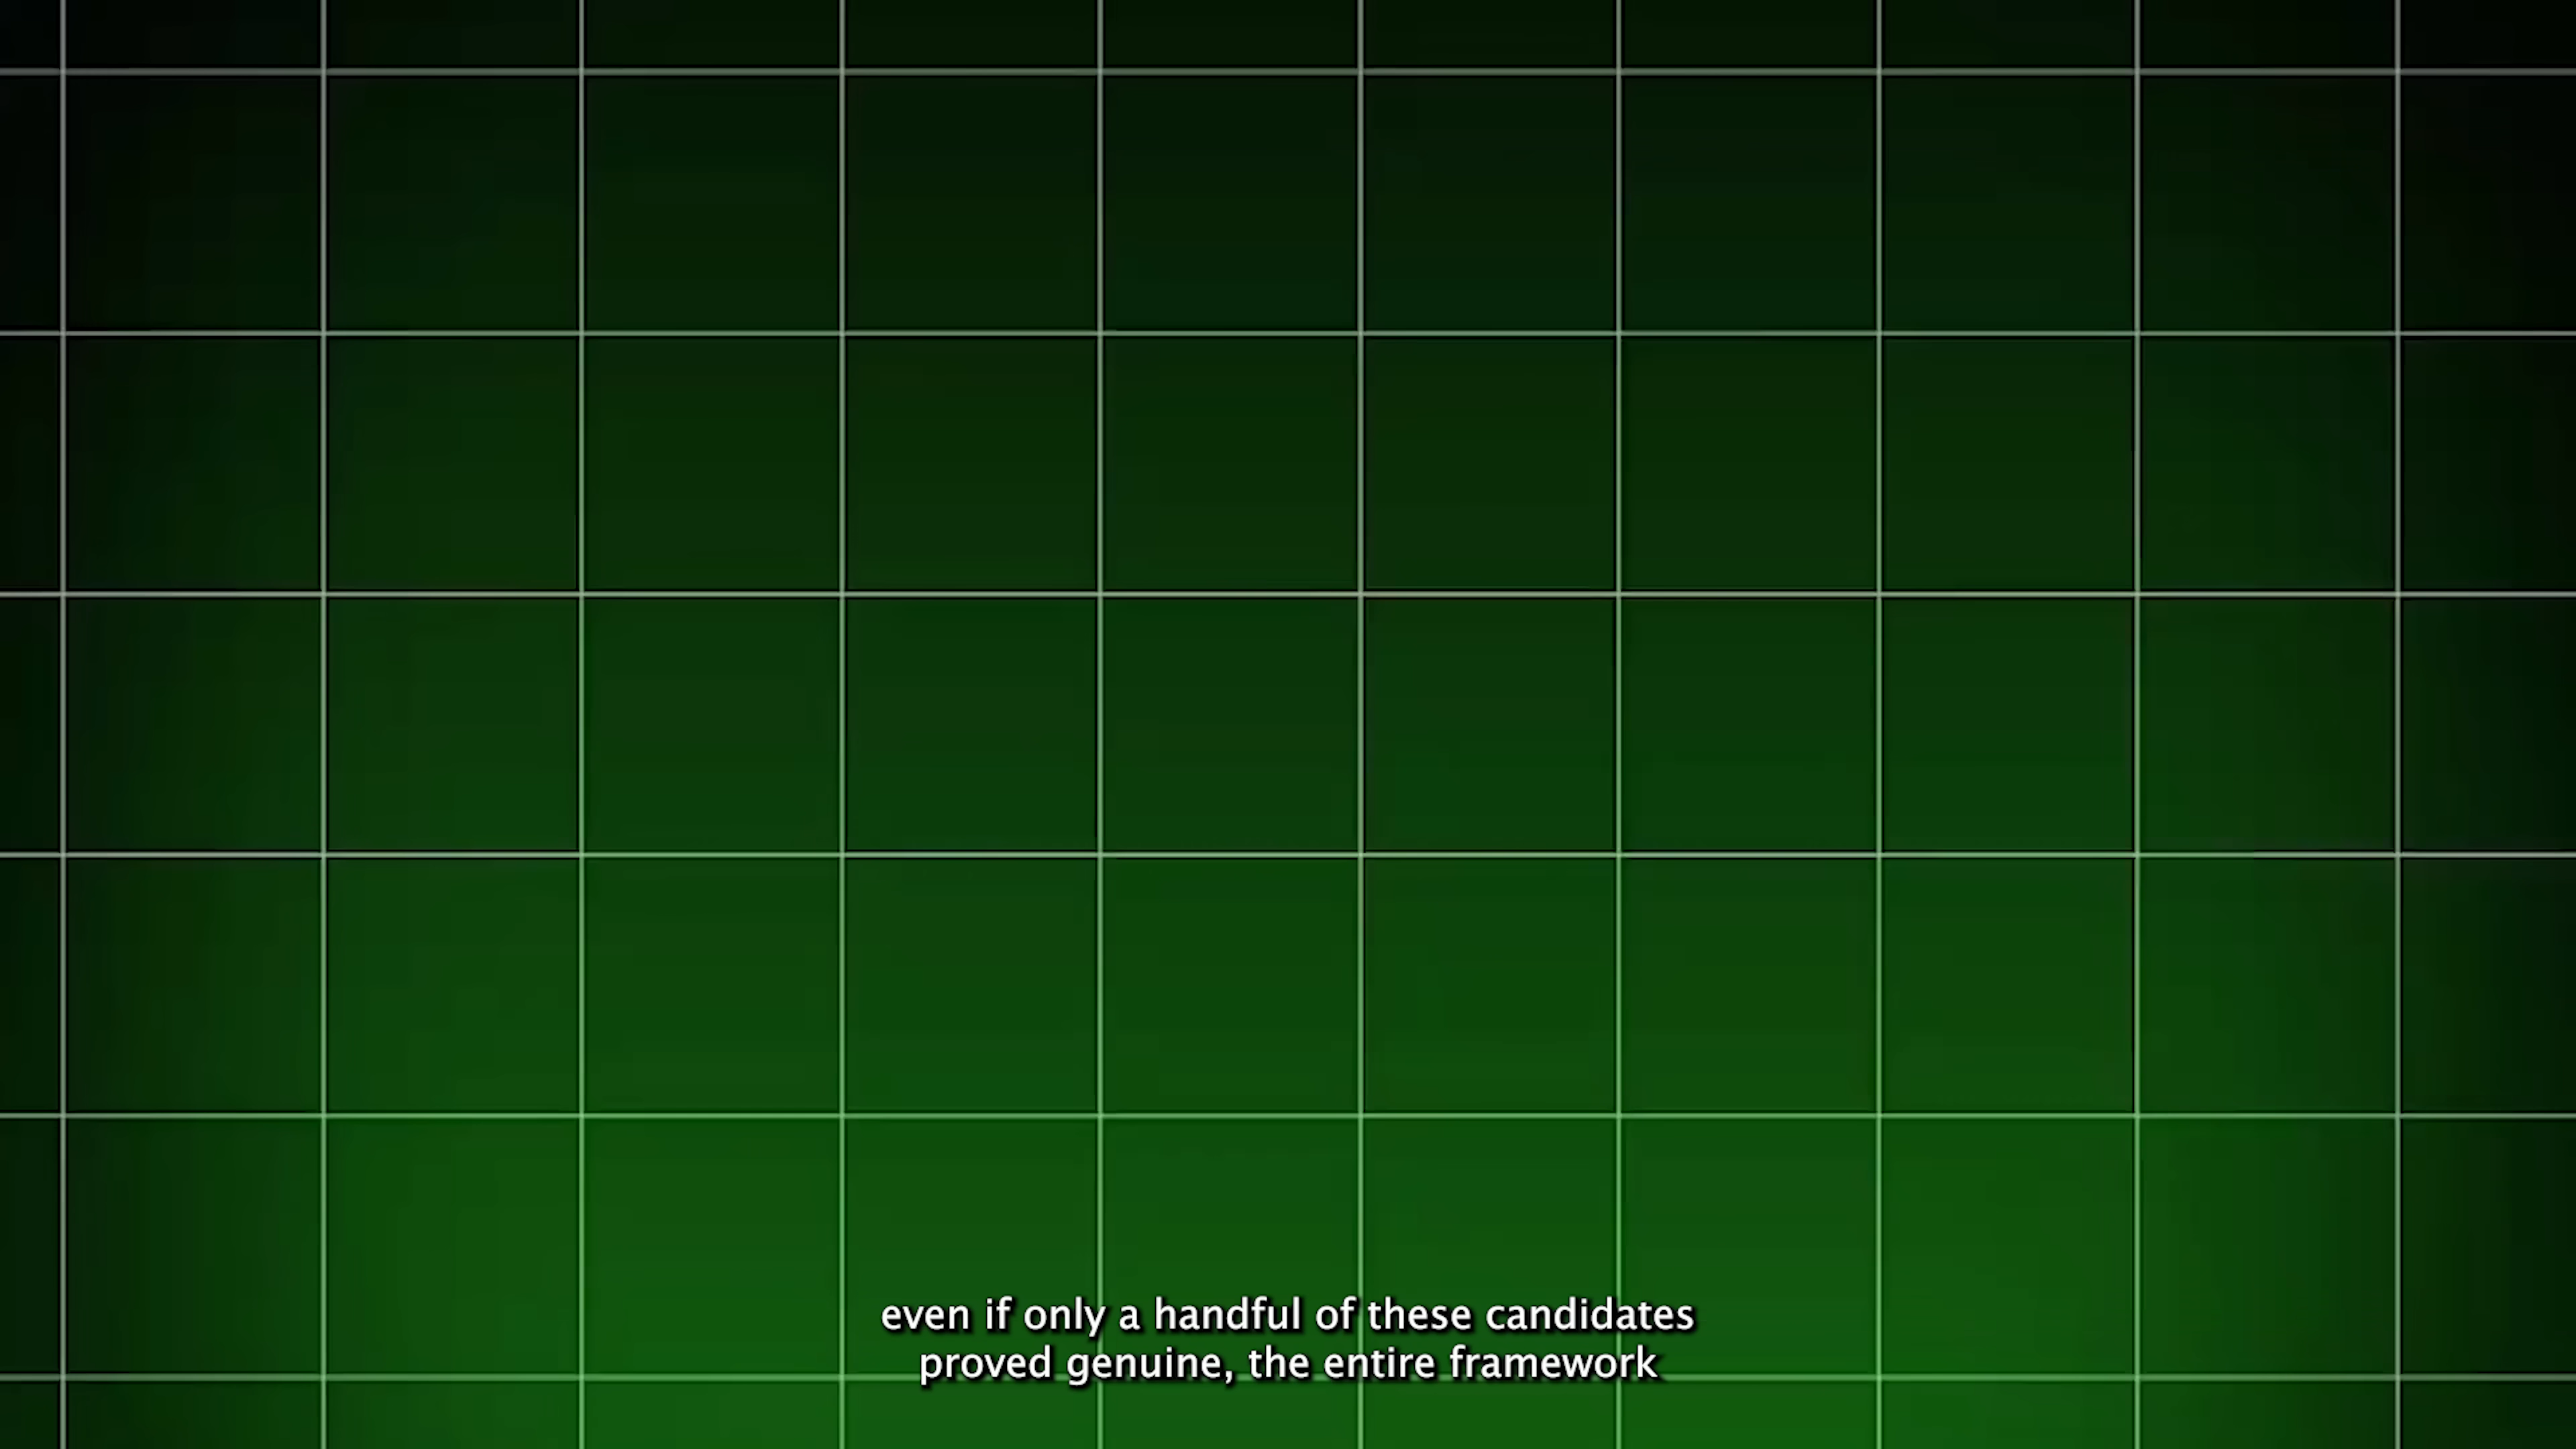 even if only a handful of these candidates
proved genuine, the entire framework